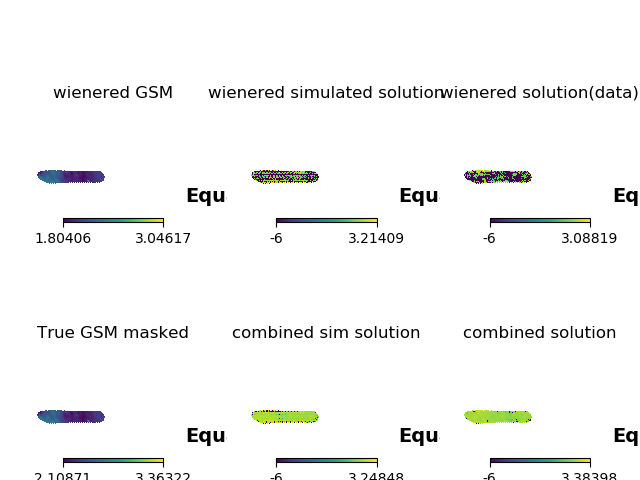 wienered GSM
wienered simulated solution
wienered solution(data)
Equ
Equ
Eq
1.80406 3.04617
-6 3.21409
-6 3.08819
True GSM masked
combined sim solution
combined solution
Equ
Equ
Eq
2.10871 3.36322
-6 3.24848
-6 3.38398